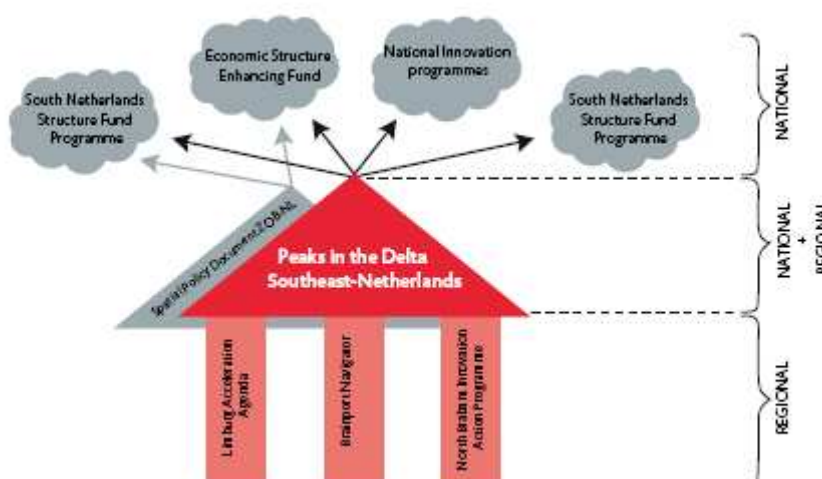 Economic Structure
Enhancing Fund
National Innovation
programmes
South Netherlands
Structure Fund
Programme
South Netherlands
Structure Fund
Programme
NATIONAL
Spatial Policy Document ZOBNL
Peaks in the Delta
Southeast-Netherlands
NATIONAL
+
REGIONAL
Limburg Acceleration
Agenda
Brainport Navigator
North Brabant Innovation
Action Programme
REGIONAL